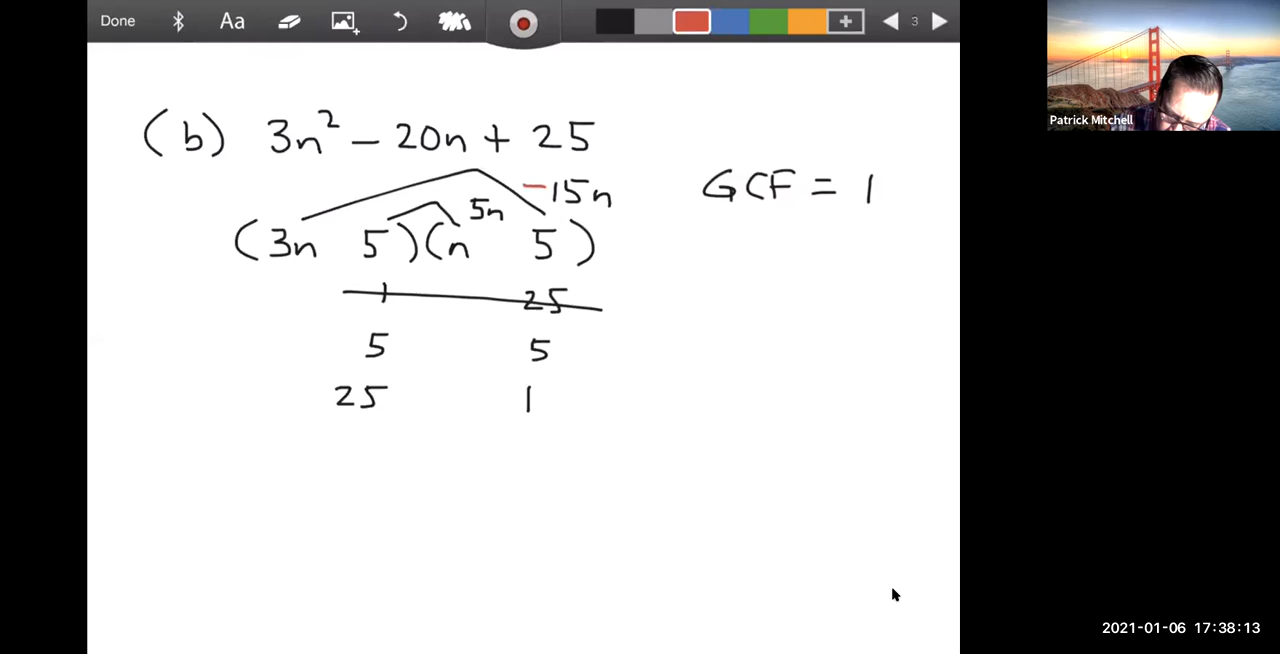 Done Aa 3
Patrick Mitchell
(b) 3n² − 20n + 25
−15n
GCF = 1
5n
(3n 5)(n 5)
1 25
5 5
25 1
2021-01-06 17:38:13